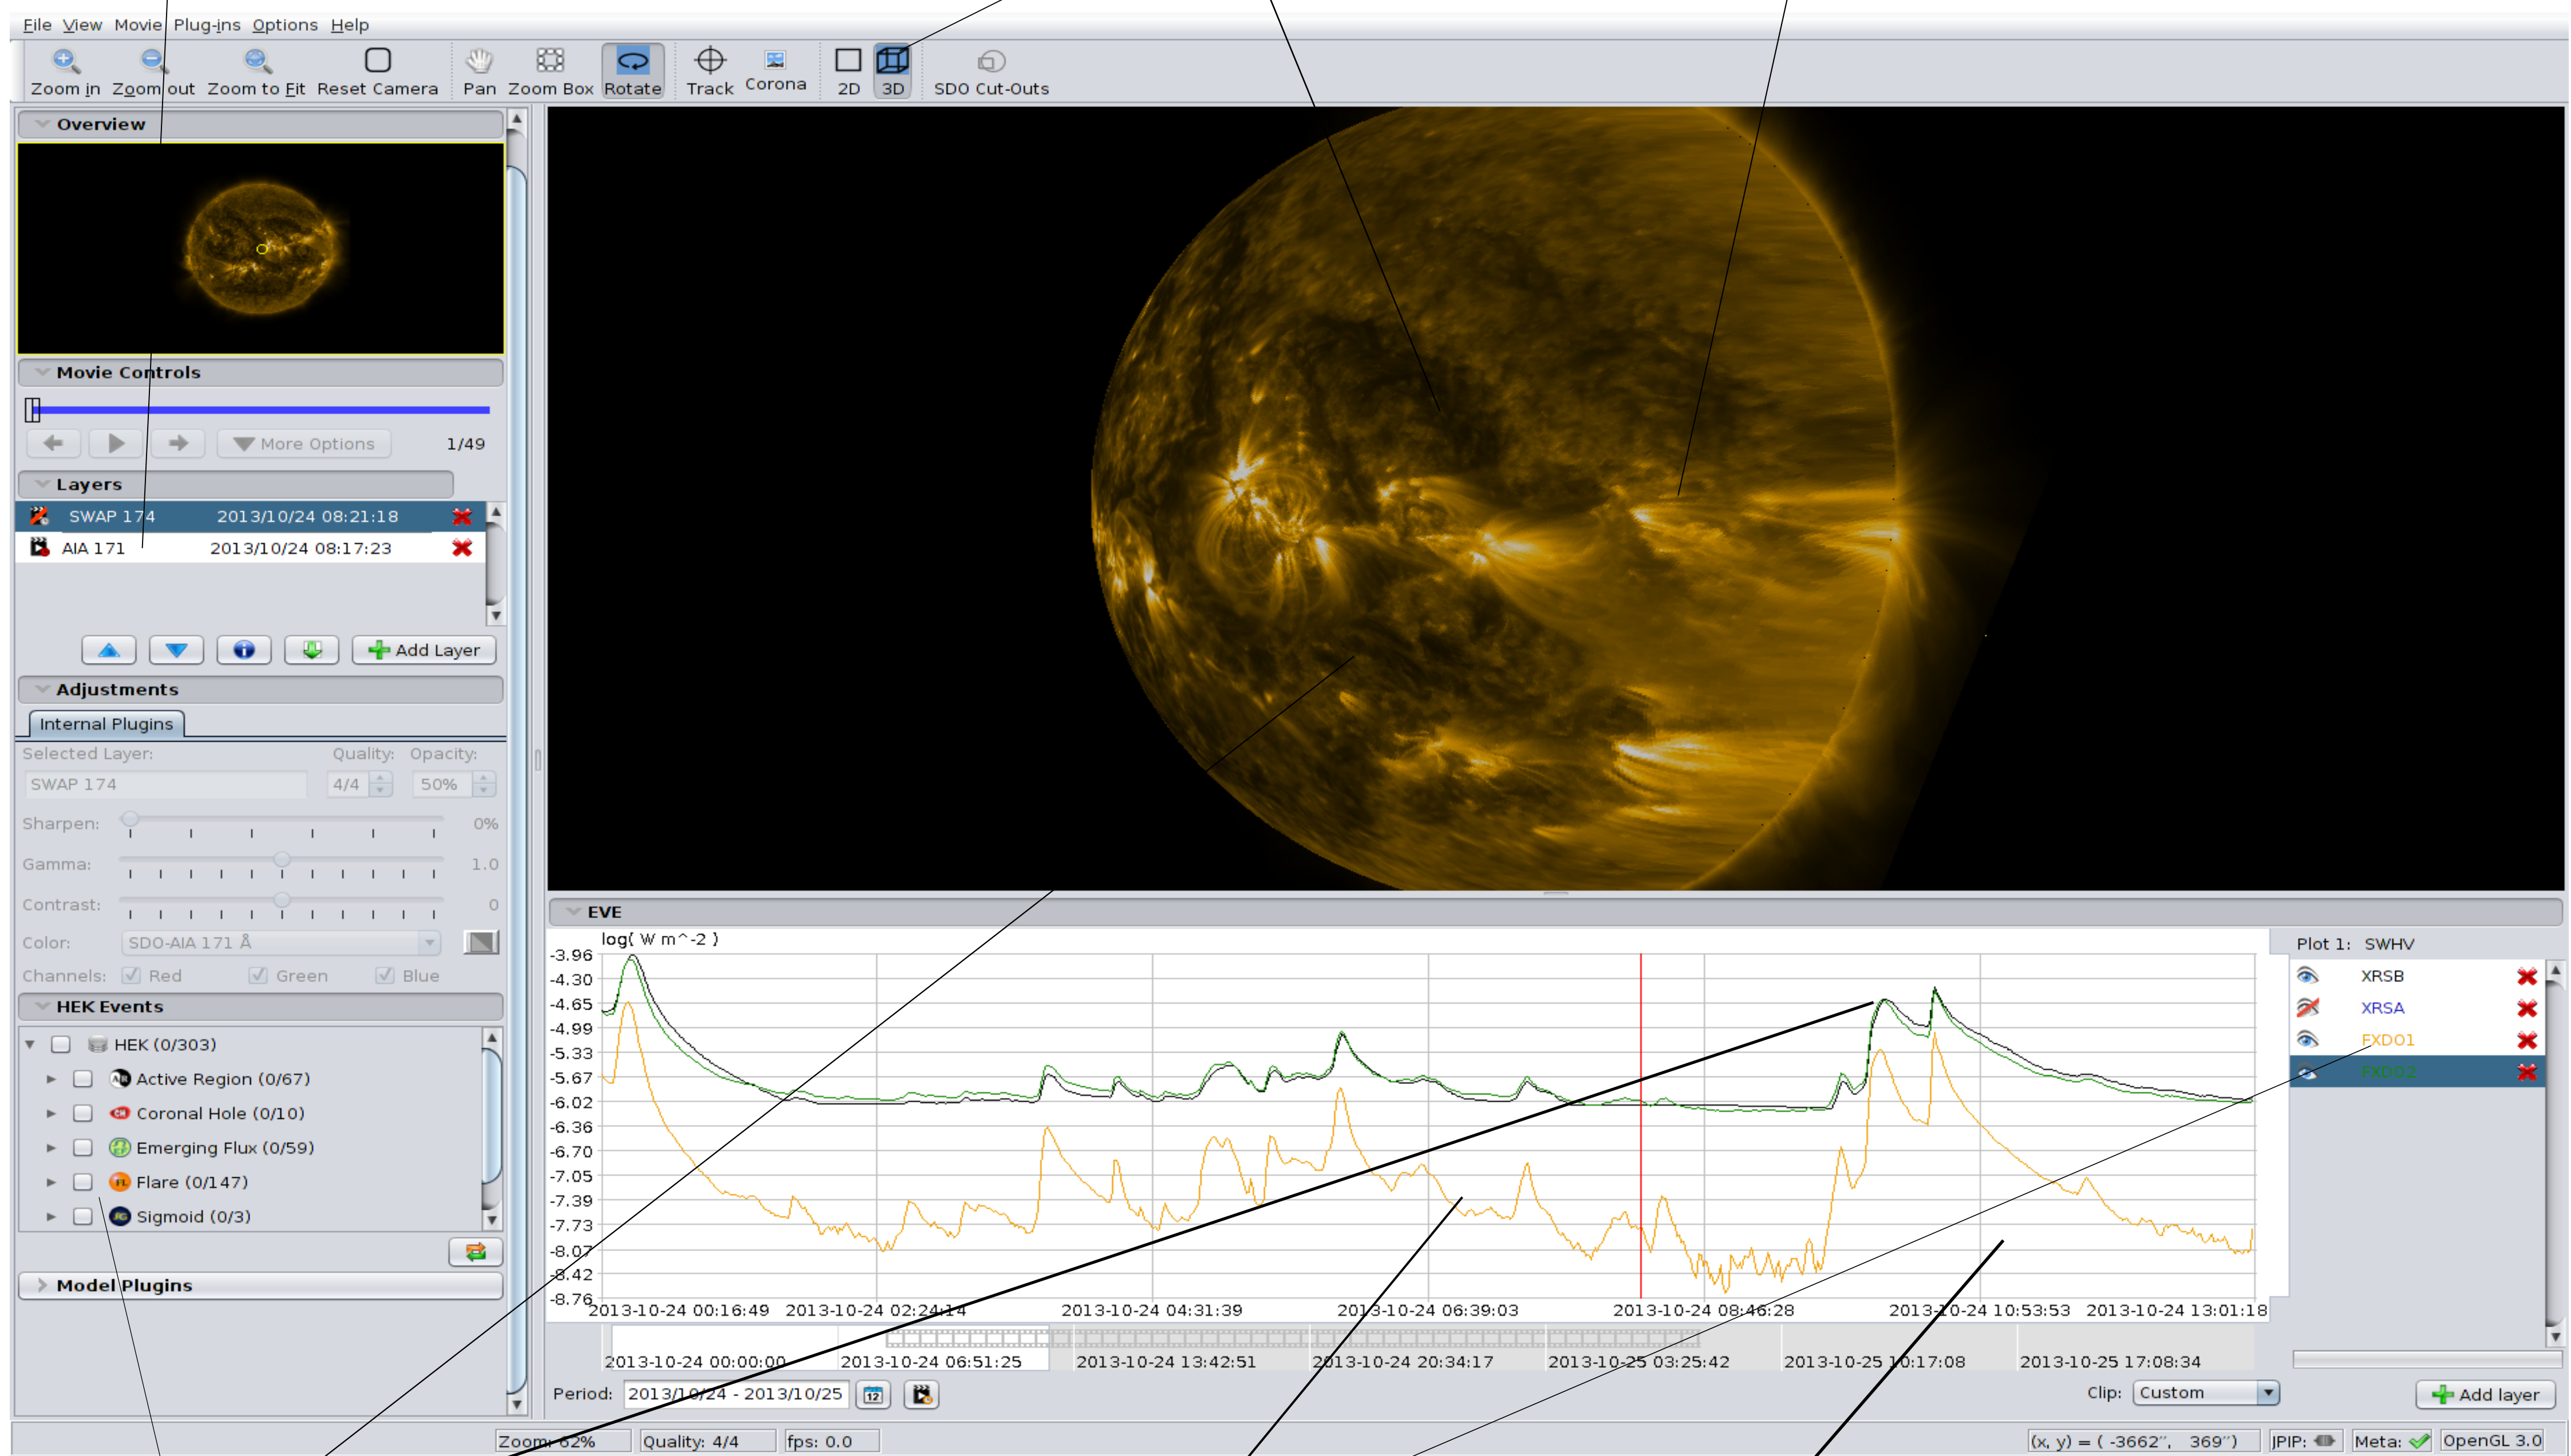 File View Movie Plug-ins Options Help
Zoom in Zoom out Zoom to Fit Reset Camera Pan Zoom Box Rotate Track Corona 2D 3D SDO Cut-Outs
Overview
Movie Controls
More Options 1/49
Layers
SWAP 174 2013/10/24 08:21:18
AIA 171 2013/10/24 08:17:23
Add Layer
Adjustments
Internal Plugins
Selected Layer: Quality: Opacity:
SWAP 174 4/4 50%
Sharpen: 0%
Gamma: 1.0
Contrast: 0
Color: SDO-AIA 171 Å
Channels: Red Green Blue
HEK Events
HEK (0/303)
AR Active Region (0/67)
CH Coronal Hole (0/10)
Emerging Flux (0/59)
FL Flare (0/147)
Sigmoid (0/3)
Model Plugins
EVE
log( W m^-2 )
-3.96
-4.30
-4.65
-4.99
-5.33
-5.67
-6.02
-6.36
-6.70
-7.05
-7.39
-7.73
-8.07
-8.42
-8.76
2013-10-24 00:16:49 2013-10-24 02:24:14 2013-10-24 04:31:39 2013-10-24 06:39:03 2013-10-24 08:46:28 2013-10-24 10:53:53 2013-10-24 13:01:18
2013-10-24 00:00:00 2013-10-24 06:51:25 2013-10-24 13:42:51 2013-10-24 20:34:17 2013-10-25 03:25:42 2013-10-25 10:17:08 2013-10-25 17:08:34
Period: 2013/10/24 - 2013/10/25 12 Clip: Custom
Plot 1: SWHV
XRSB
XRSA
FXDO1
FXDO2
Add layer
Zoom: 62% Quality: 4/4 fps: 0.0 (x, y) = ( -3662″, 369″) JPIP: Meta: OpenGL 3.0